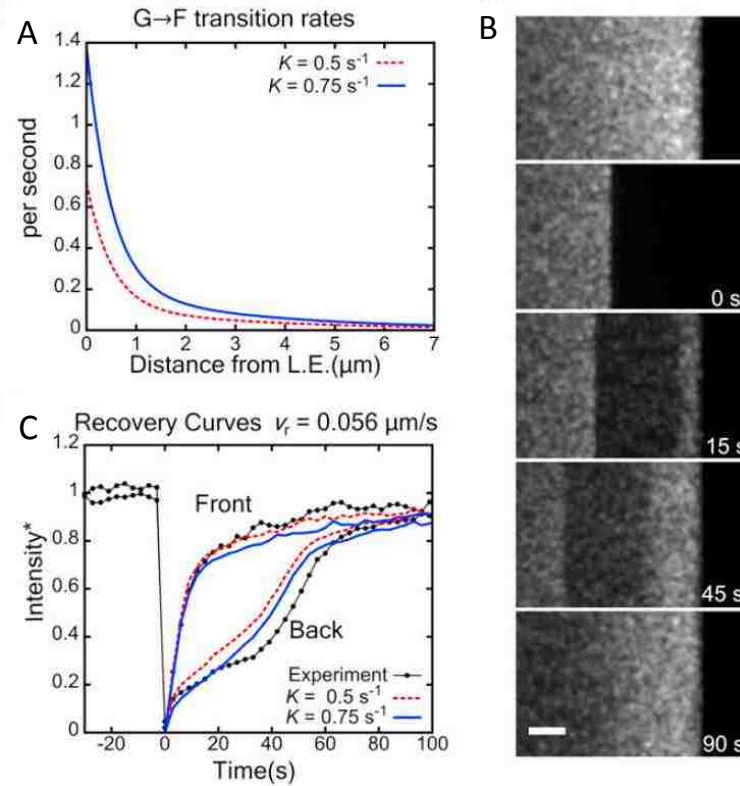 A
G→F transition rates
K = 0.5 s⁻¹
K = 0.75 s⁻¹
per second
1.4
1.2
1
0.8
0.6
0.4
0.2
0
0 1 2 3 4 5 6 7
Distance from L.E.(μm)
B
0 s
15 s
45 s
90 s
C
Recovery Curves νᵣ = 0.056 μm/s
Intensity*
1.2
1
0.8
0.6
0.4
0.2
0
Front
Back
Experiment
K = 0.5 s⁻¹
K = 0.75 s⁻¹
-20 0 20 40 60 80 100
Time(s)